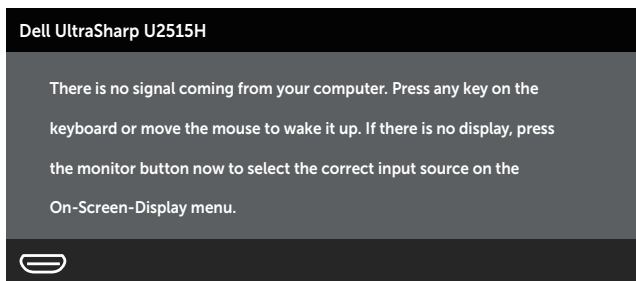 Dell UltraSharp U2515H
There is no signal coming from your computer. Press any key on the
keyboard or move the mouse to wake it up. If there is no display, press
the monitor button now to select the correct input source on the
On-Screen-Display menu.